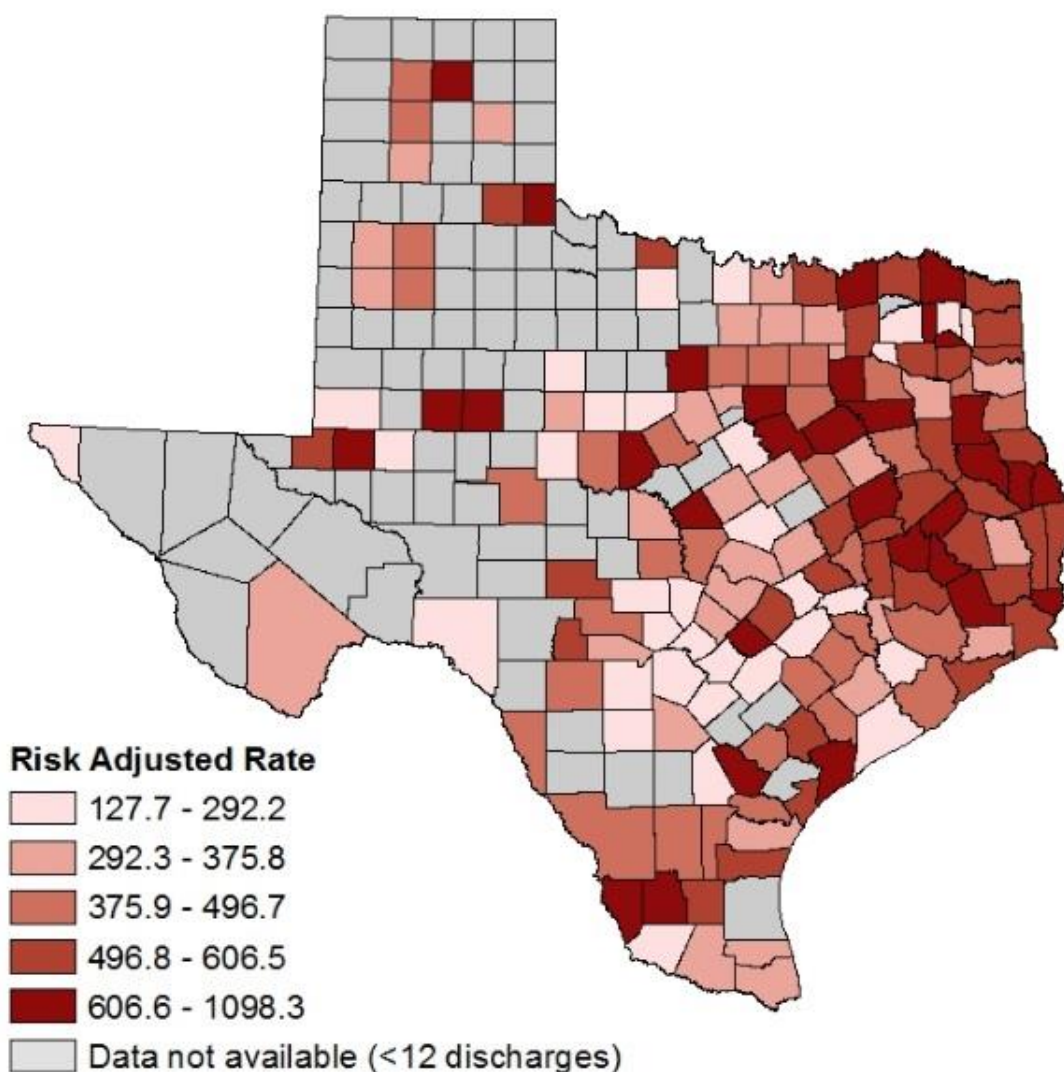 Risk Adjusted Rate
127.7 - 292.2
292.3 - 375.8
375.9 - 496.7
496.8 - 606.5
606.6 - 1098.3
Data not available (<12 discharges)